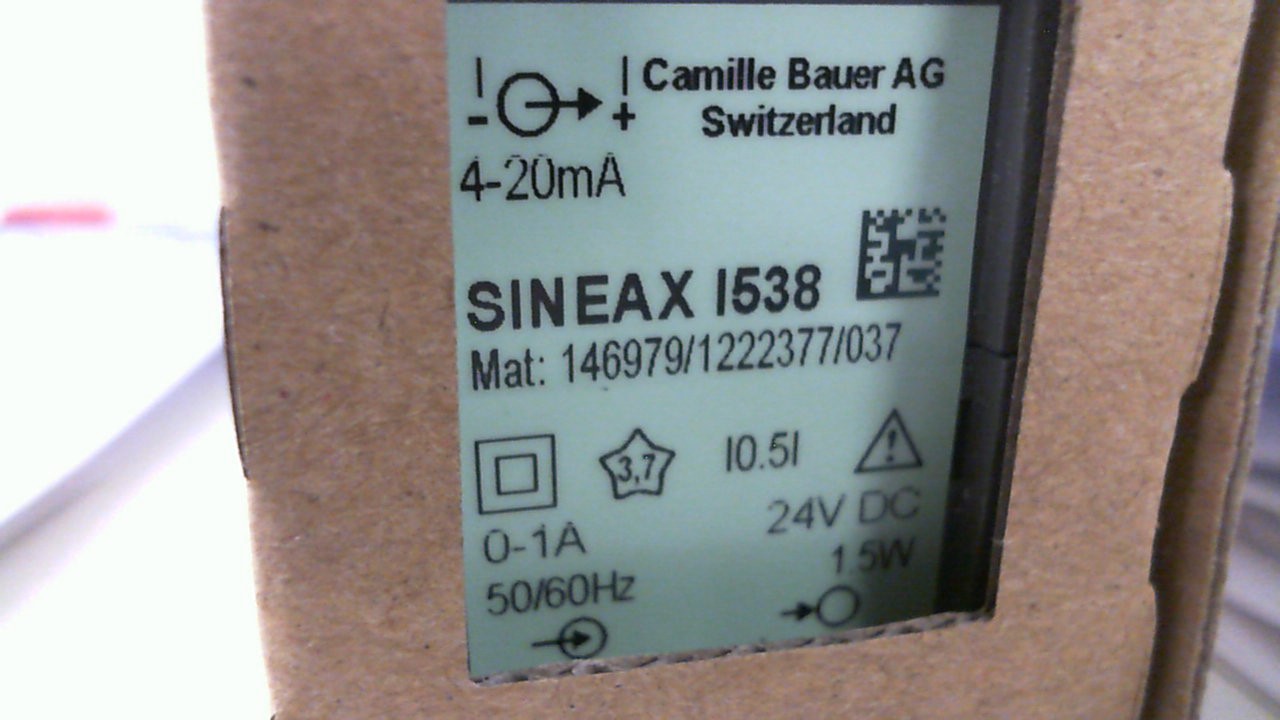 Camille Bauer AG
Switzerland
- +
4-20mA
SINEAX I538
Mat: 146979/1222377/037
3,7
I0.5I
0-1A
50/60Hz
24V DC
1.5W